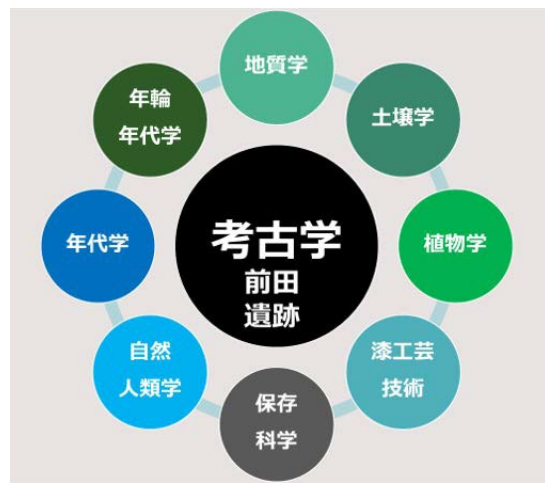 地質学
土壌学
植物学
漆工芸
技術
保存
科学
自然
人類学
年代学
年輪
年代学
考古学
前田
遺跡